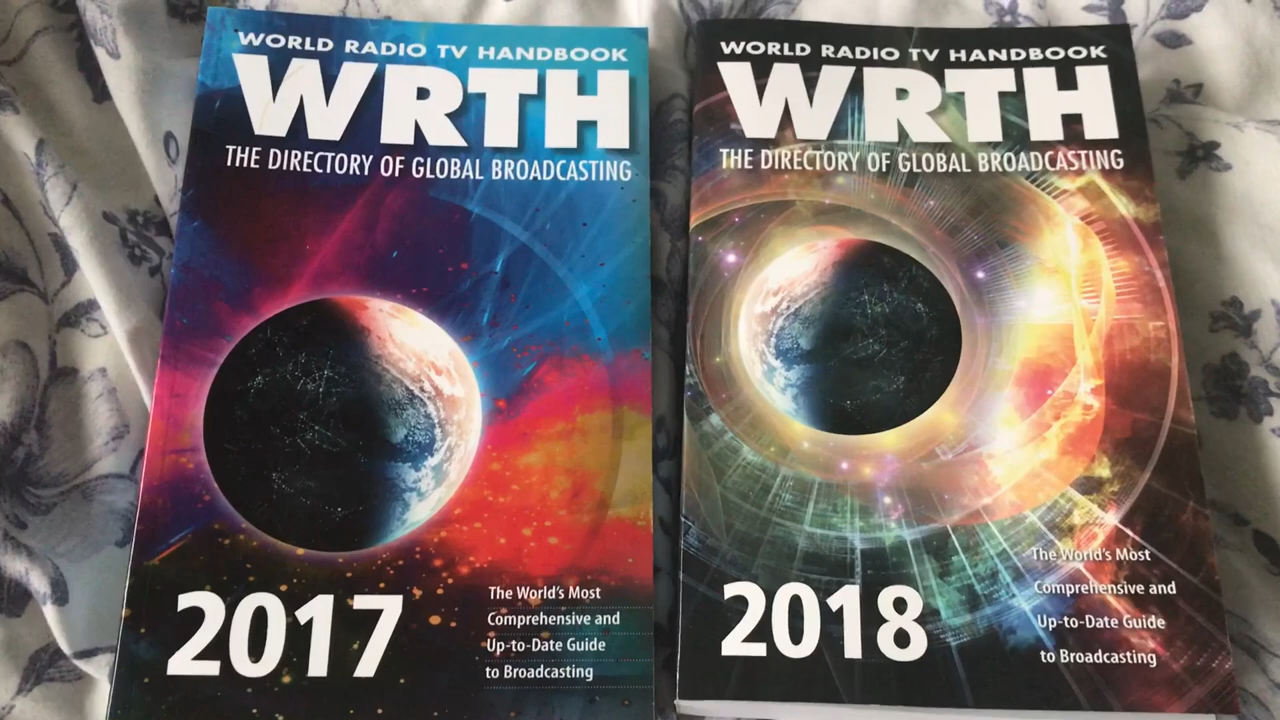 WORLD RADIO TV HANDBOOK
WRTH
THE DIRECTORY OF GLOBAL BROADCASTING
2017
The World's Most
Comprehensive and
Up-to-Date Guide
to Broadcasting
WORLD RADIO TV HANDBOOK
WRTH
THE DIRECTORY OF GLOBAL BROADCASTING
2018
The World's Most
Comprehensive and
Up-to-Date Guide
to Broadcasting